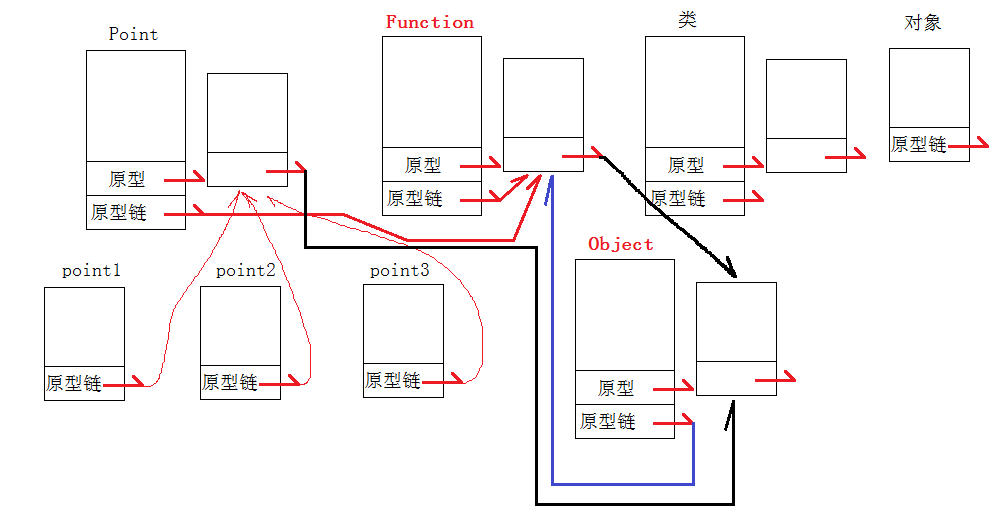 Point
Function
类
对象
原型
原型链
原型
原型链
原型
原型链
原型链
point1
point2
point3
Object
原型链
原型链
原型链
原型
原型链